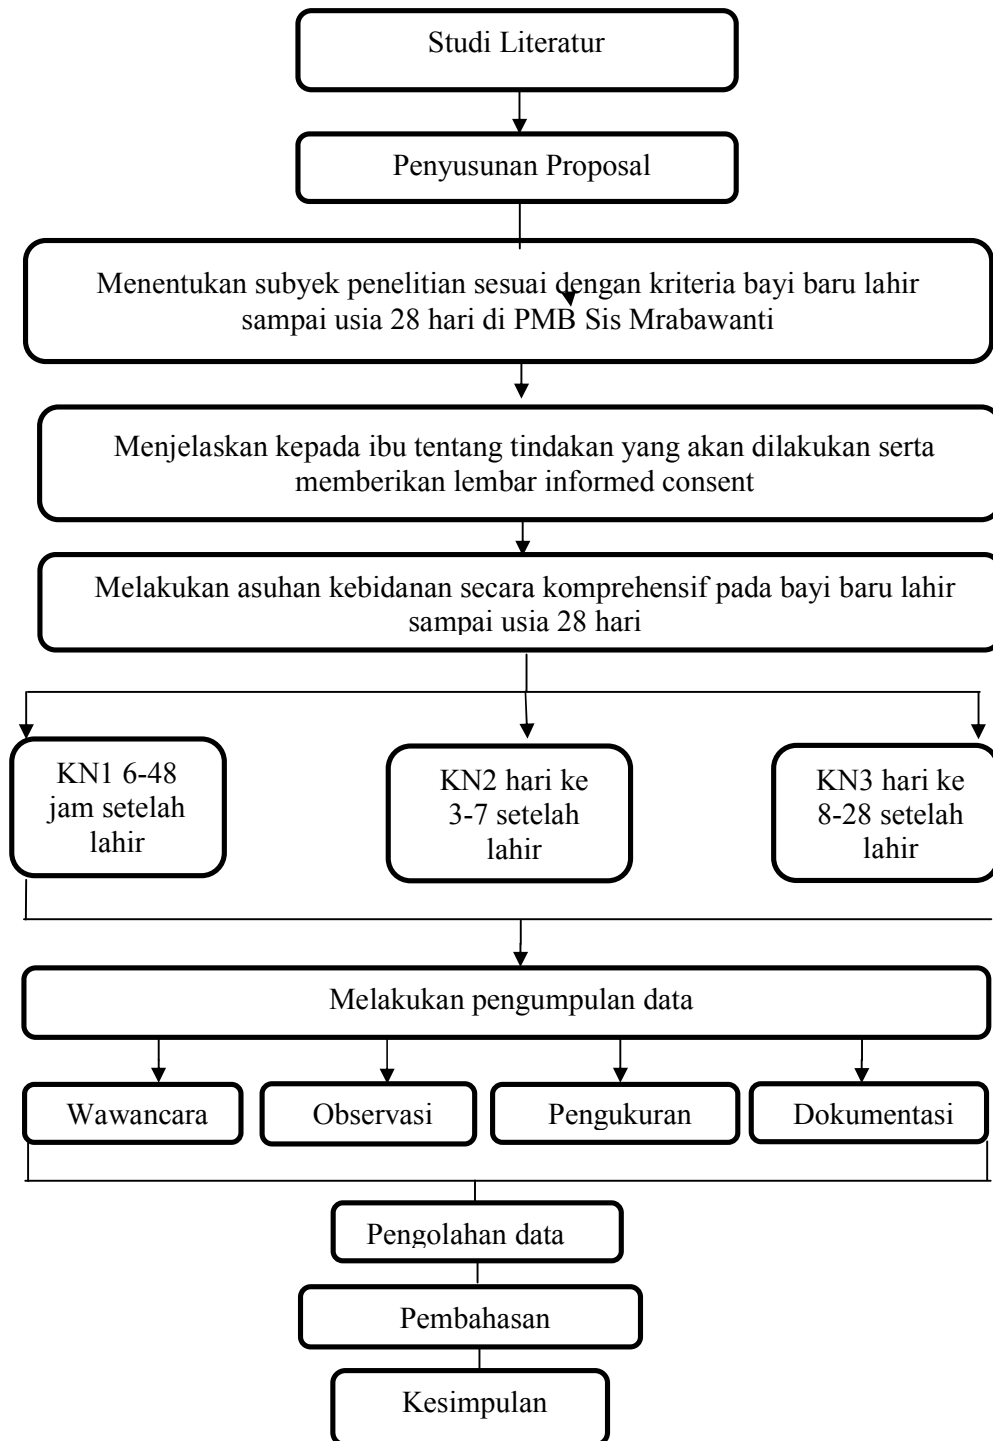 Studi Literatur
Penyusunan Proposal
Menentukan subyek penelitian sesuai dengan kriteria bayi baru lahir
sampai usia 28 hari di PMB Sis Mrabawanti
Menjelaskan kepada ibu tentang tindakan yang akan dilakukan serta
memberikan lembar informed consent
Melakukan asuhan kebidanan secara komprehensif pada bayi baru lahir
sampai usia 28 hari
KN1 6-48
jam setelah
lahir
KN2 hari ke
3-7 setelah
lahir
KN3 hari ke
8-28 setelah
lahir
Melakukan pengumpulan data
Wawancara
Observasi
Pengukuran
Dokumentasi
Pengolahan data
Pembahasan
Kesimpulan